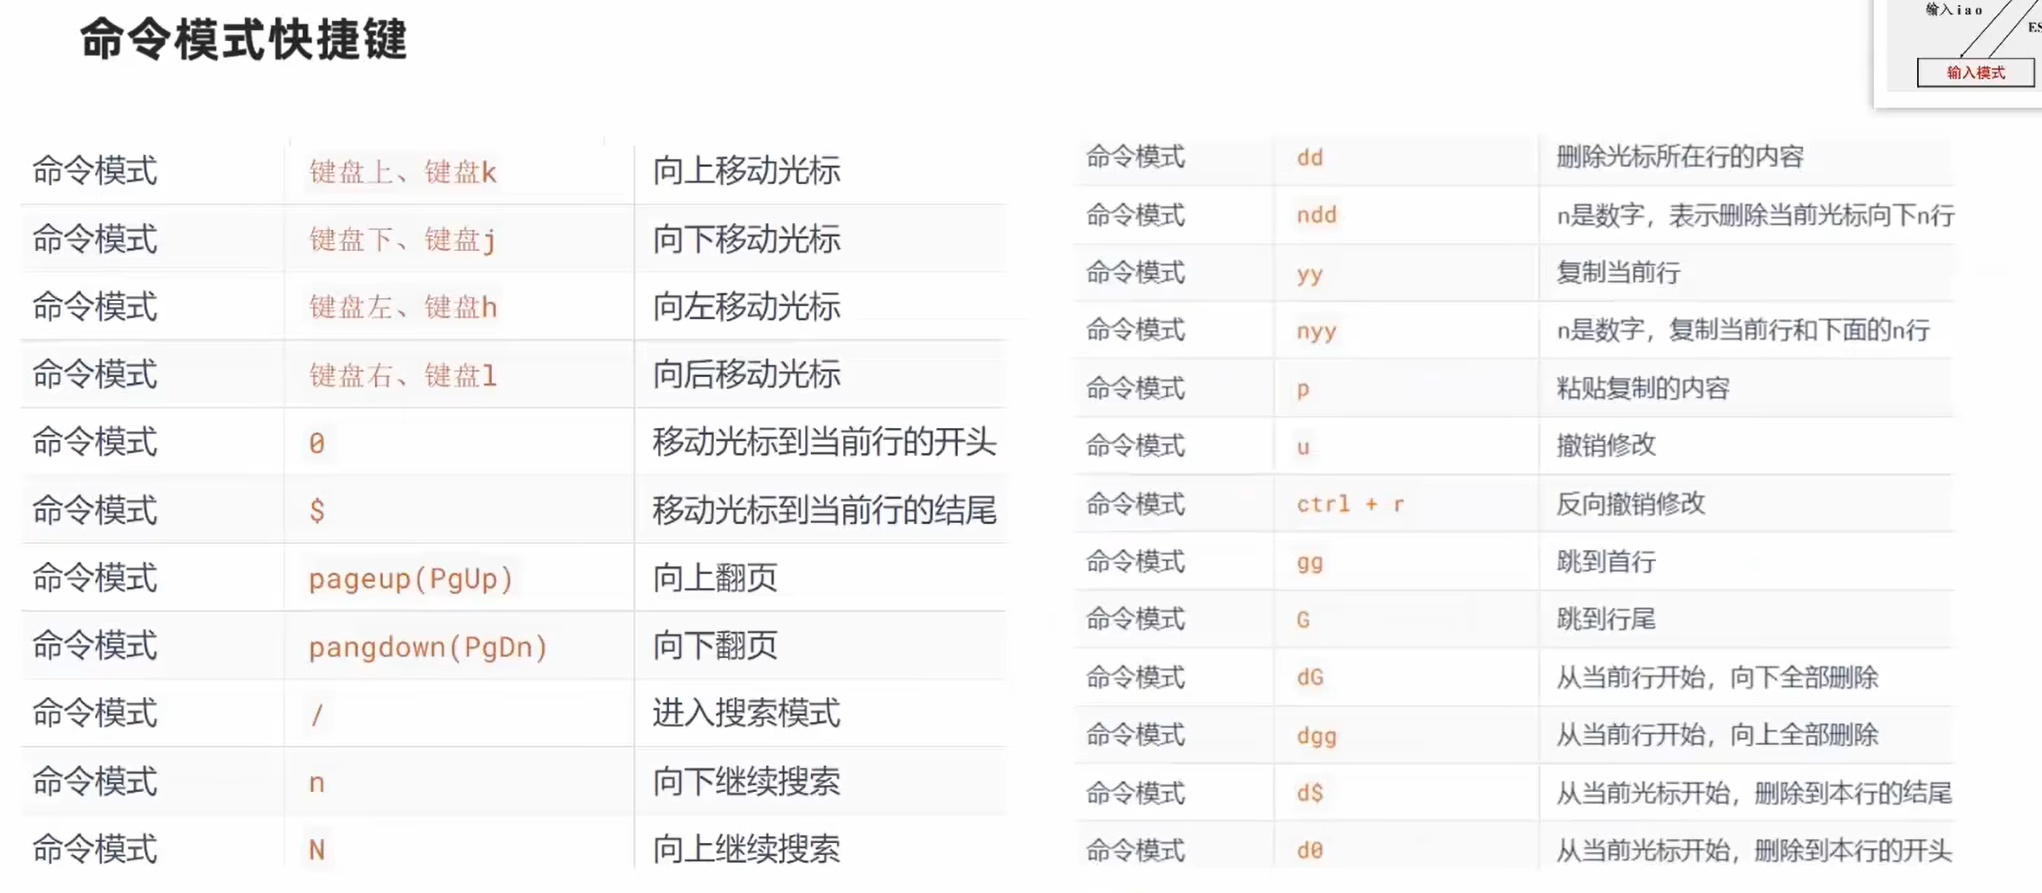 命令模式快捷键
输入iao
ES
输入模式
命令模式 键盘上、键盘k 向上移动光标
命令模式 键盘下、键盘j 向下移动光标
命令模式 键盘左、键盘h 向左移动光标
命令模式 键盘右、键盘l 向后移动光标
命令模式 0 移动光标到当前行的开头
命令模式 $ 移动光标到当前行的结尾
命令模式 pageup(PgUp) 向上翻页
命令模式 pangdown(PgDn) 向下翻页
命令模式 / 进入搜索模式
命令模式 n 向下继续搜索
命令模式 N 向上继续搜索
命令模式 dd 删除光标所在行的内容
命令模式 ndd n是数字，表示删除当前光标向下n行
命令模式 yy 复制当前行
命令模式 nyy n是数字，复制当前行和下面的n行
命令模式 p 粘贴复制的内容
命令模式 u 撤销修改
命令模式 ctrl + r 反向撤销修改
命令模式 gg 跳到首行
命令模式 G 跳到行尾
命令模式 dG 从当前行开始，向下全部删除
命令模式 dgg 从当前行开始，向上全部删除
命令模式 d$ 从当前光标开始，删除到本行的结尾
命令模式 d0 从当前光标开始，删除到本行的开头